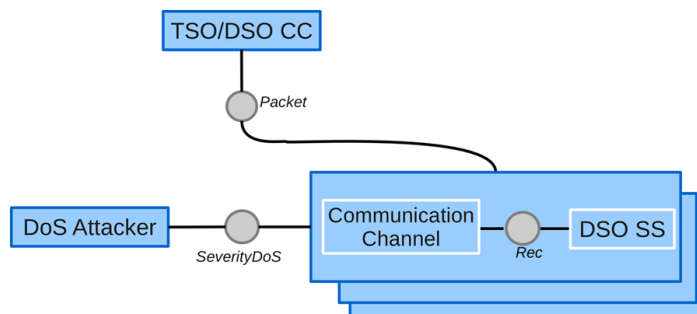 TSO/DSO CC
Packet
DoS Attacker
SeverityDoS
Communication
Channel
Rec
DSO SS